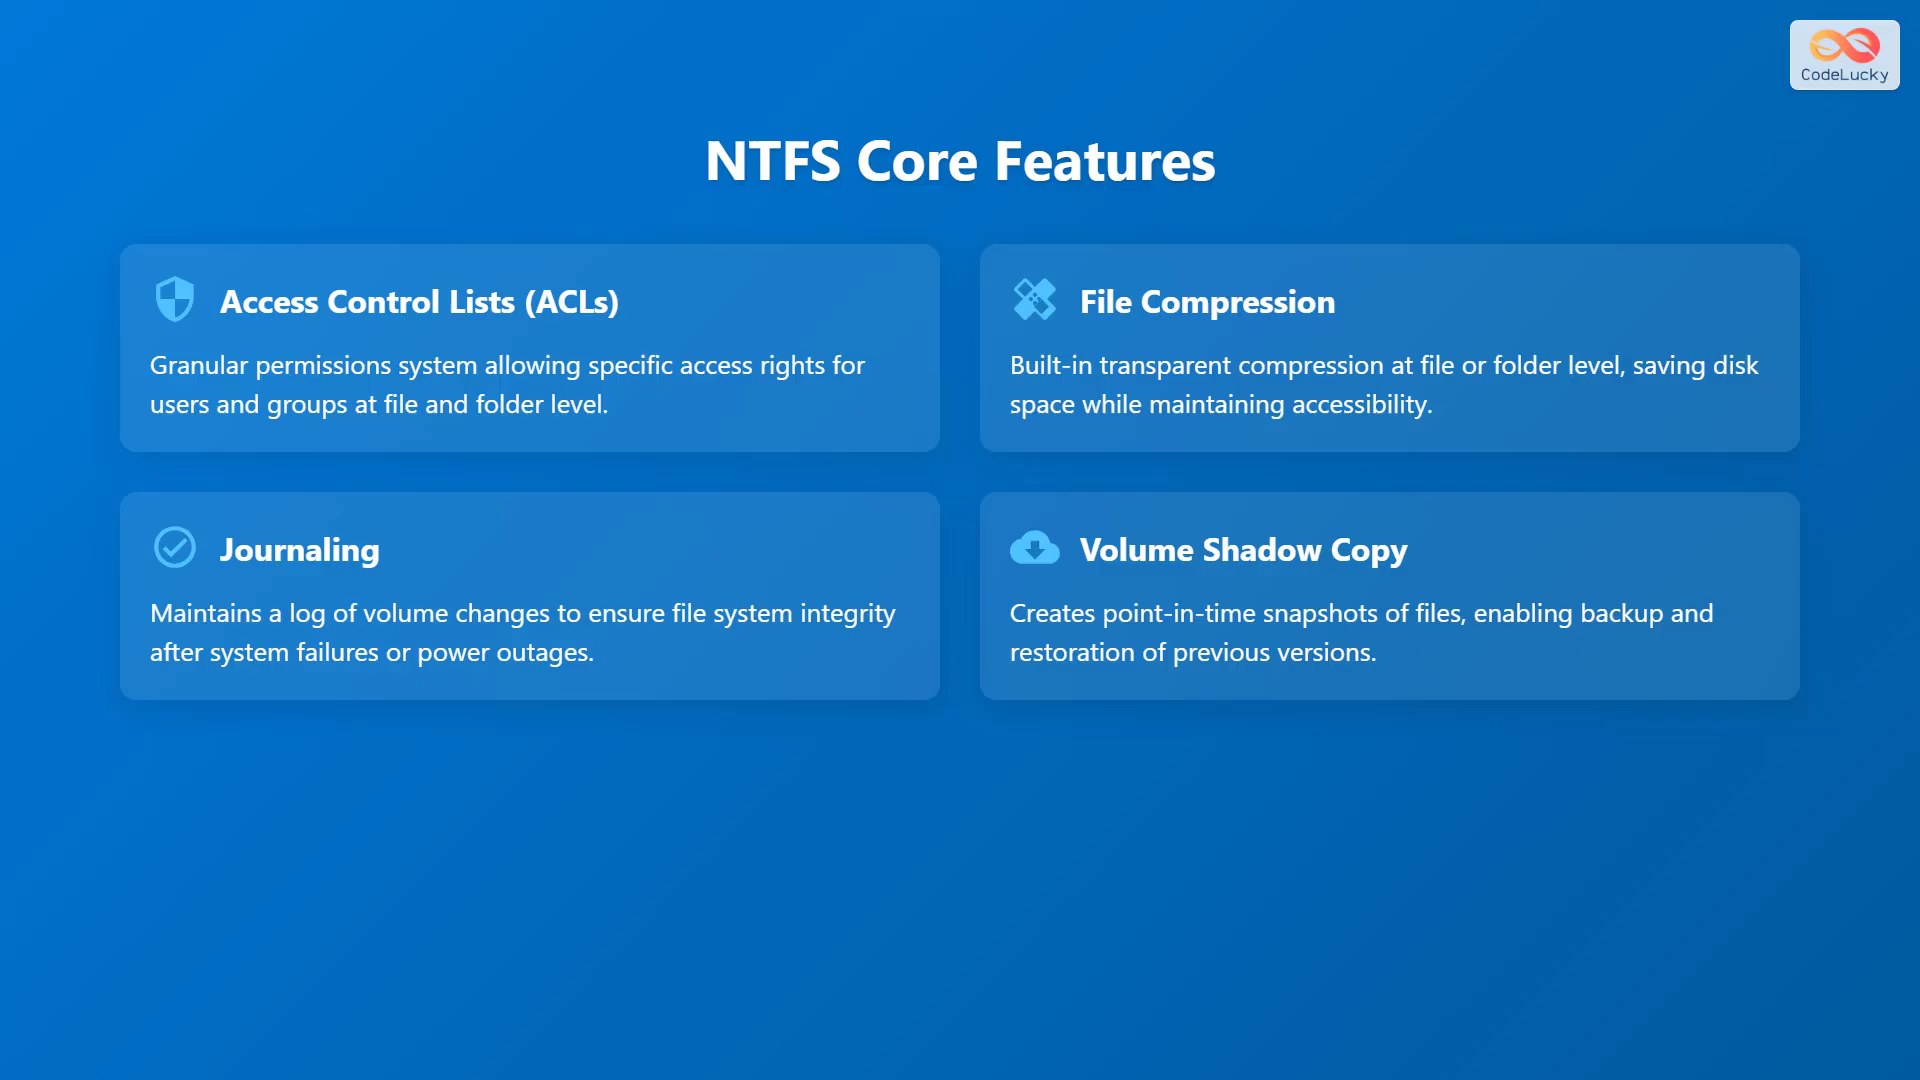 CodeLucky
NTFS Core Features
Access Control Lists (ACLs)
Granular permissions system allowing specific access rights for
users and groups at file and folder level.
File Compression
Built-in transparent compression at file or folder level, saving disk
space while maintaining accessibility.
Journaling
Maintains a log of volume changes to ensure file system integrity
after system failures or power outages.
Volume Shadow Copy
Creates point-in-time snapshots of files, enabling backup and
restoration of previous versions.